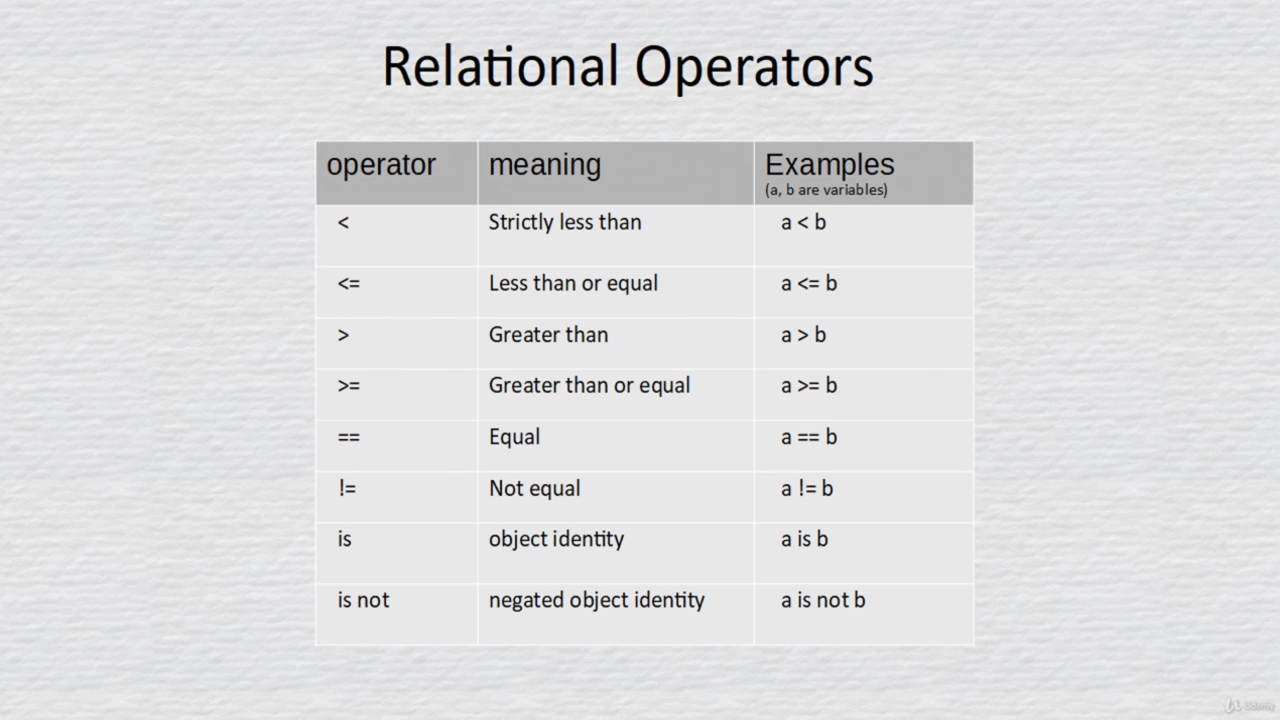 Relational Operators
operator meaning Examples
(a, b are variables)
< Strictly less than a < b
<= Less than or equal a <= b
> Greater than a > b
>= Greater than or equal a >= b
== Equal a == b
!= Not equal a != b
is object identity a is b
is not negated object identity a is not b
Udemy